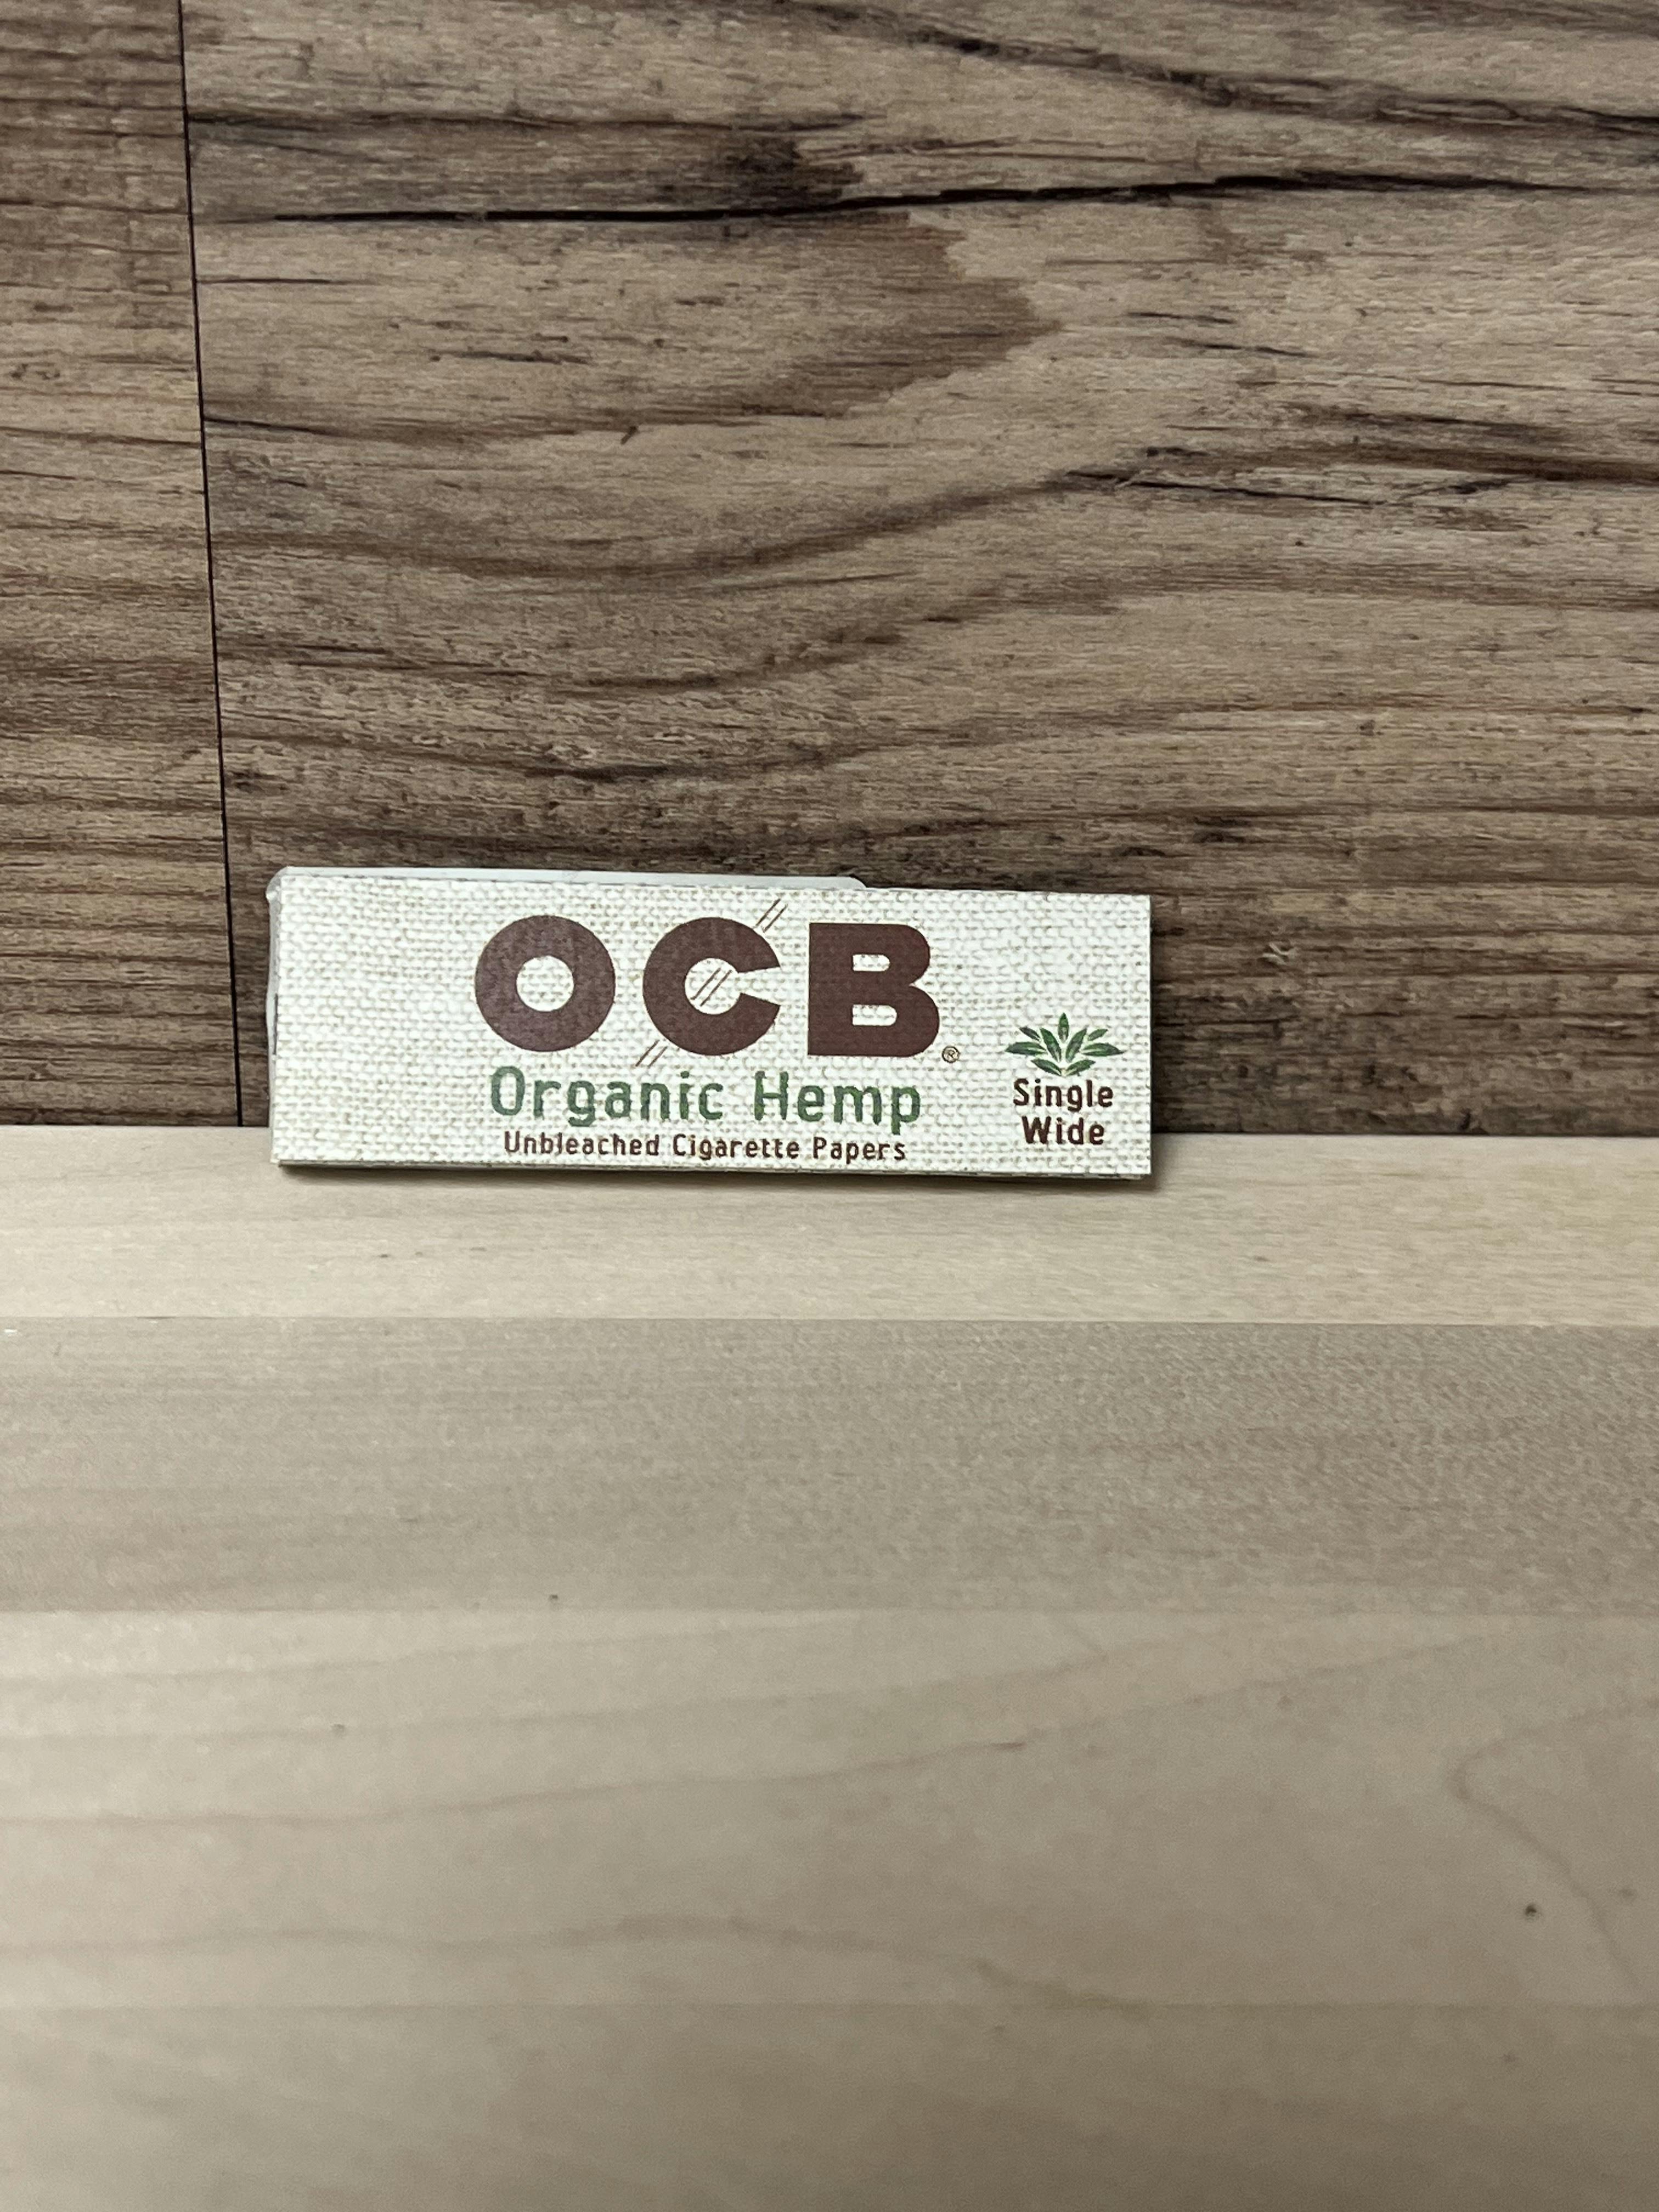 OCB®
Organic Hemp
Unbleached Cigarette Papers
Single
Wide